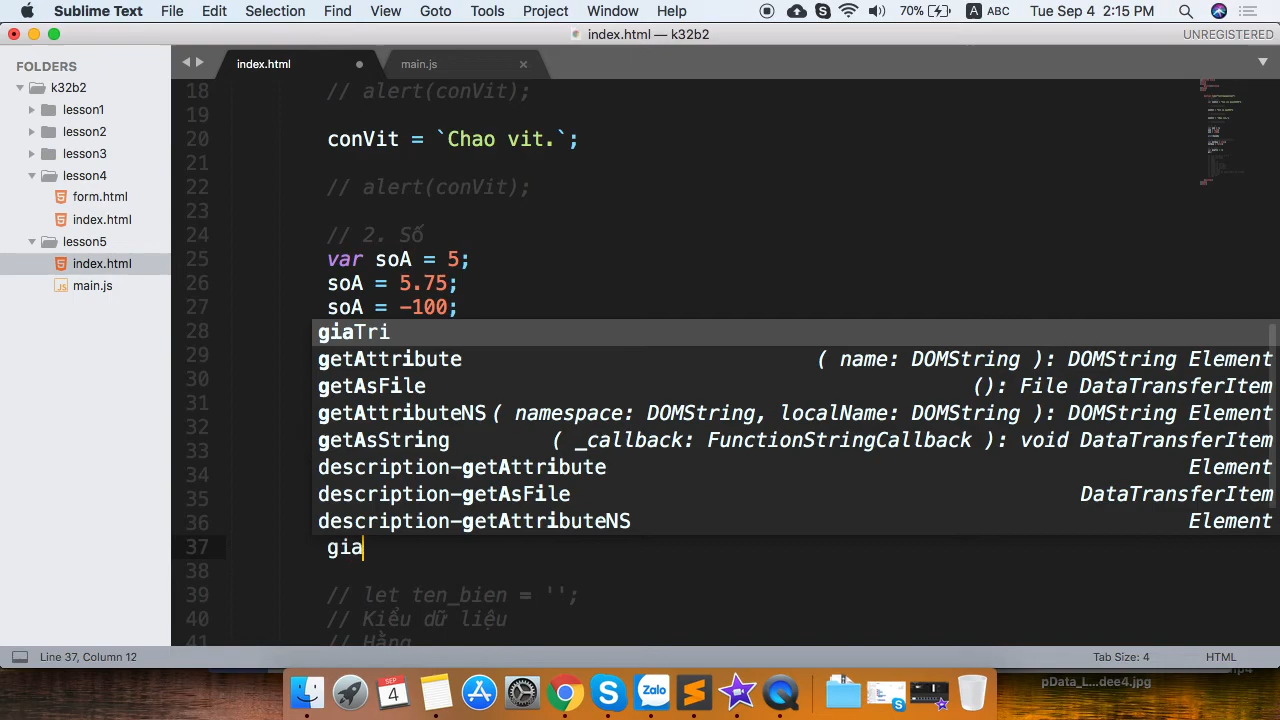 Sublime Text File Edit Selection Find View Goto Tools Project Window Help 70% A ABC Tue Sep 4 2:15 PM
index.html — k32b2 UNREGISTERED
FOLDERS
k32b2
lesson1
lesson2
lesson3
lesson4
form.html
index.html
lesson5
index.html
main.js
index.html main.js
18 // alert(conVit);
19
20 conVit = `Chao vit.`;
21
22 // alert(conVit);
23
24 // 2. Số
25 var soA = 5;
26 soA = 5.75;
27 soA = -100;
28 giaTri
29 getAttribute ( name: DOMString ): DOMString Element
30 getAsFile (): File DataTransferItem
31 getAttributeNS ( namespace: DOMString, localName: DOMString ): DOMString Element
32 getAsString ( _callback: FunctionStringCallback ): void DataTransferItem
33
34 description-getAttribute Element
35 description-getAsFile DataTransferItem
36 description-getAttributeNS Element
37 gia
38
39 // let ten_bien = '';
40 // Kiểu dữ liệu
41 // Hằng
Line 37, Column 12 Tab Size: 4 HTML
SEP
4
Zalo
pData_L...dee4.jpg